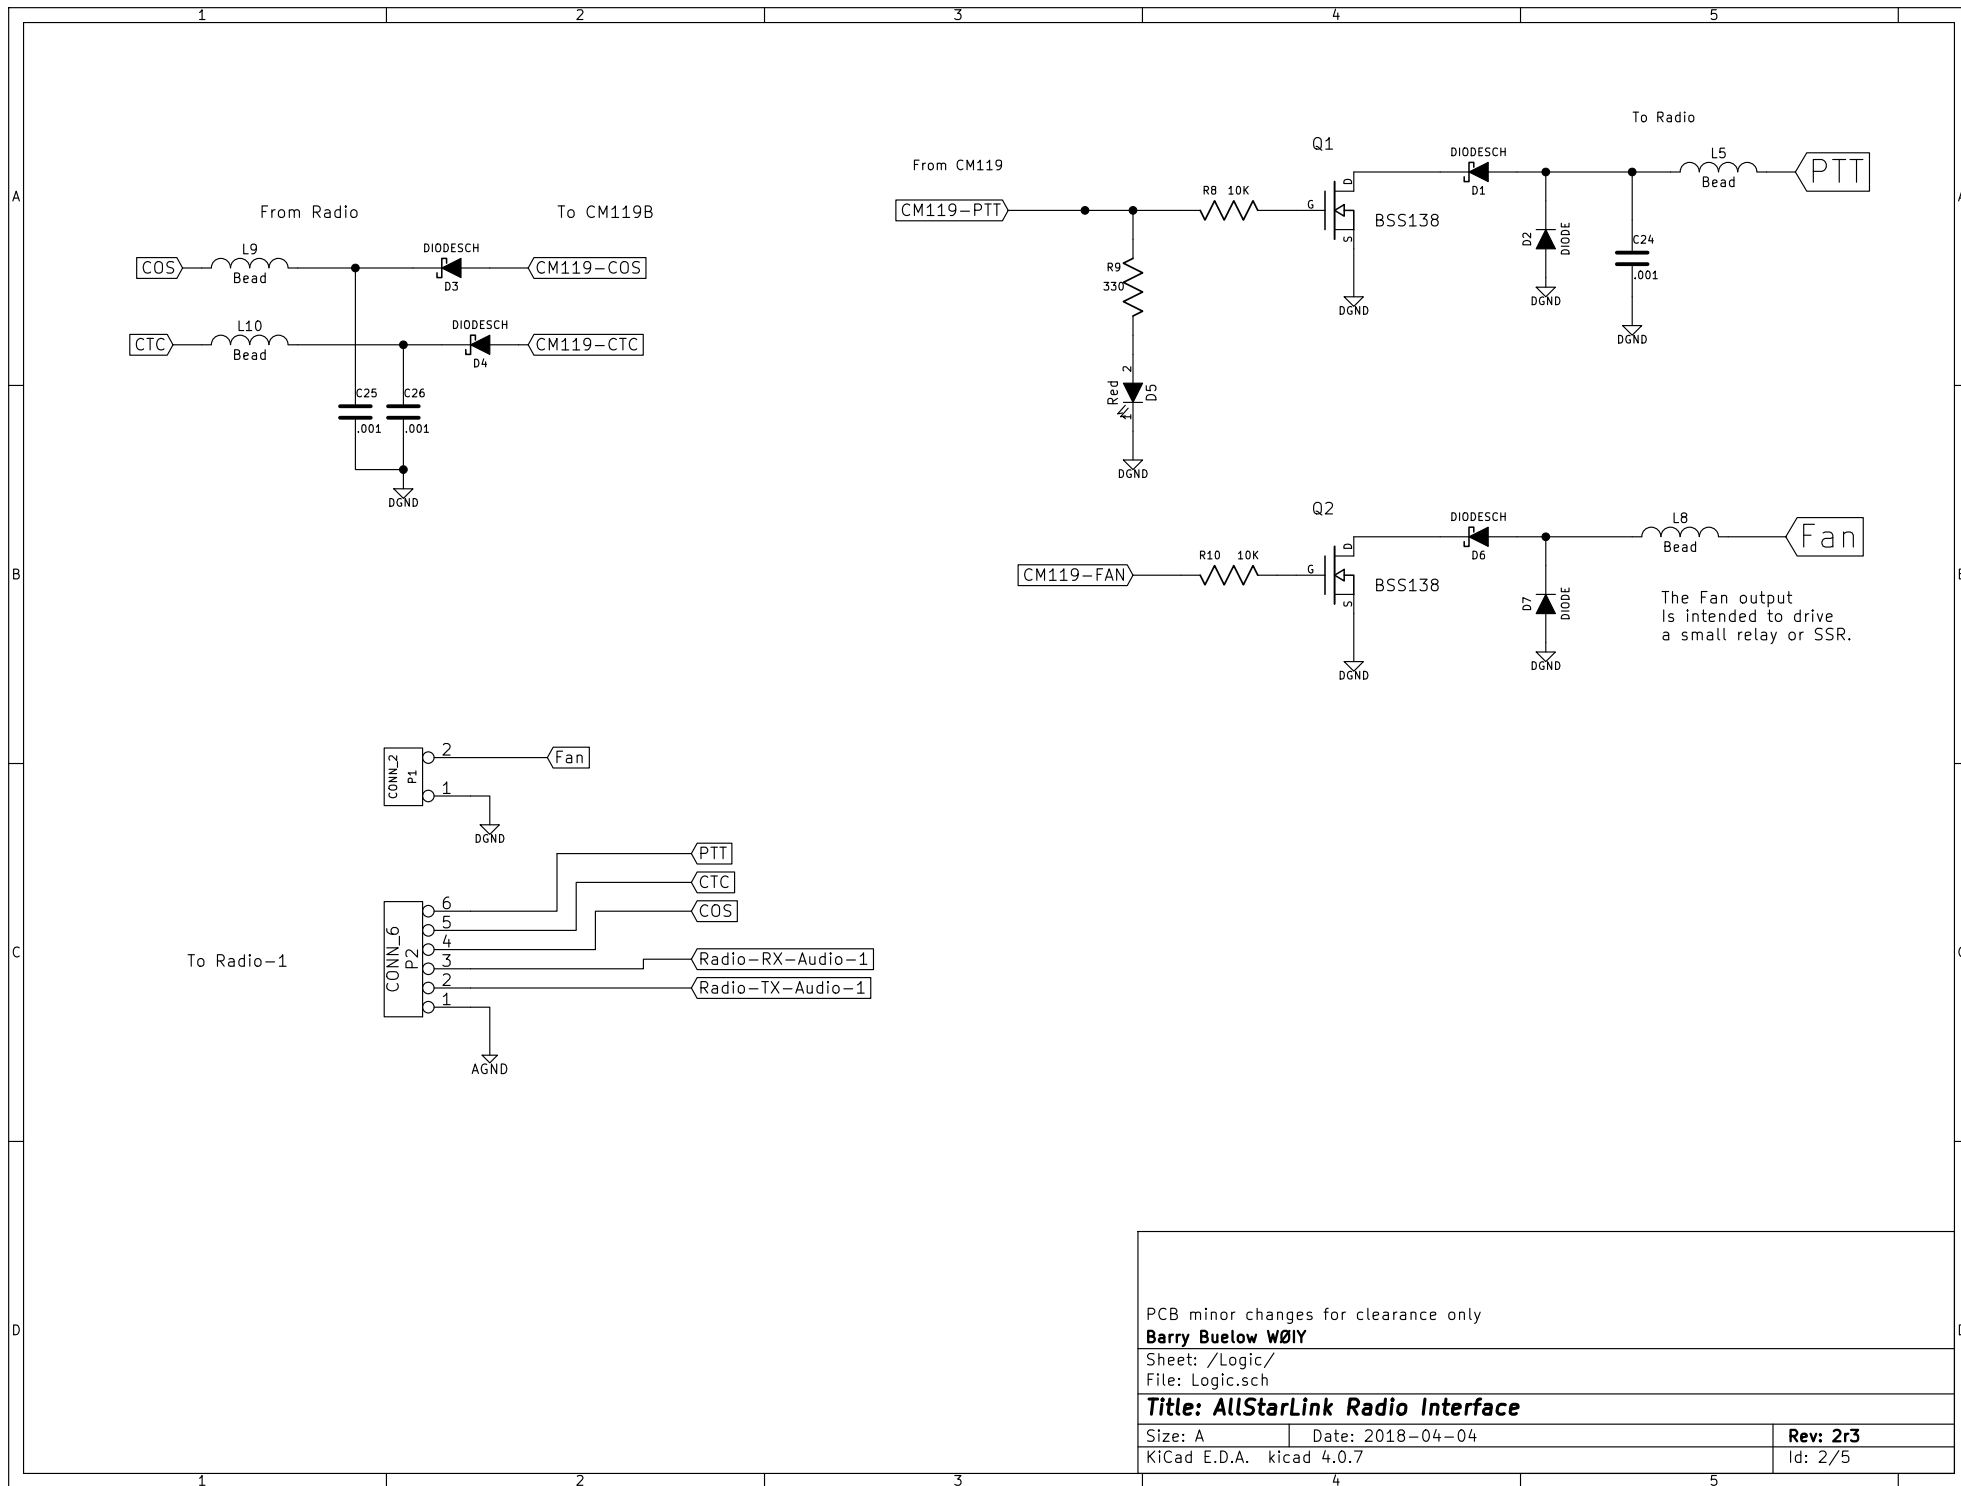 1 2 3 4 5
A
B
C
D
From Radio
To CM119B
COS
L9
Bead
DIODESCH
D3
CM119-COS
CTC
L10
Bead
DIODESCH
D4
CM119-CTC
C25
.001
C26
.001
DGND
From CM119
CM119-PTT
R8 10K
Q1
G
D
S
BSS138
DGND
DIODESCH
D1
D2
DIODE
DGND
C24
.001
DGND
To Radio
L5
Bead
PTT
R9
330
2
Red
D5
1
DGND
CM119-FAN
R10 10K
Q2
G
D
S
BSS138
DGND
DIODESCH
D6
D7
DIODE
DGND
L8
Bead
Fan
The Fan output
Is intended to drive
a small relay or SSR.
CONN_2
P1
2
1
Fan
DGND
To Radio-1
CONN_6
P2
6
5
4
3
2
1
PTT
CTC
COS
Radio-RX-Audio-1
Radio-TX-Audio-1
AGND
PCB minor changes for clearance only
Barry Buelow WØIY
Sheet: /Logic/
File: Logic.sch
Title: AllStarLink Radio Interface
Size: A Date: 2018-04-04 Rev: 2r3
KiCad E.D.A. kicad 4.0.7 Id: 2/5
1 2 3 4 5